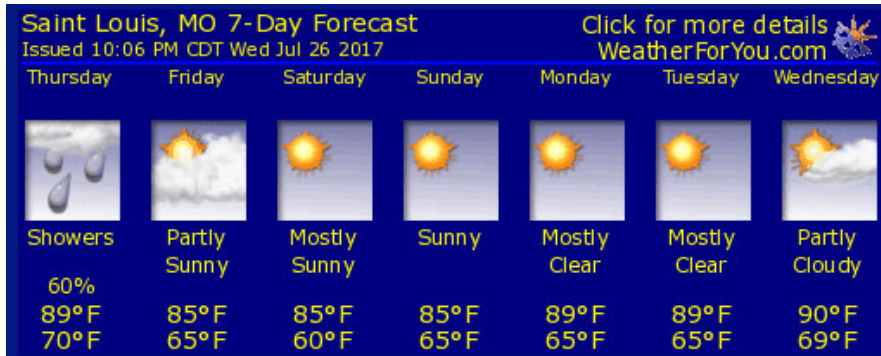 Saint Louis, MO 7-Day Forecast
Issued 10:06 PM CDT Wed Jul 26 2017
Click for more details
WeatherForYou.com
Thursday Friday Saturday Sunday Monday Tuesday Wednesday
Showers Partly Mostly Sunny Mostly Mostly Partly
Sunny Sunny Clear Clear Cloudy
60%
89°F 85°F 85°F 85°F 89°F 89°F 90°F
70°F 65°F 60°F 65°F 65°F 65°F 69°F